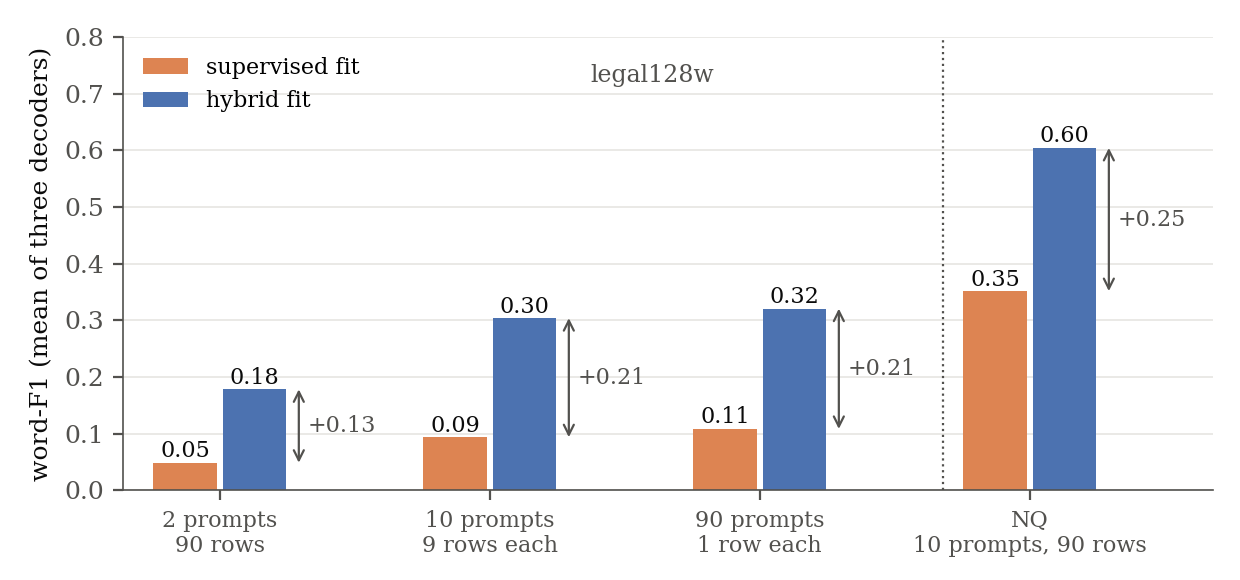 word-F1 (mean of three decoders)
0.8
0.7
0.6
0.5
0.4
0.3
0.2
0.1
0.0
supervised fit
hybrid fit
legal128w
0.05
0.18
+0.13
0.09
0.30
+0.21
0.11
0.32
+0.21
0.35
0.60
+0.25
2 prompts
90 rows
10 prompts
9 rows each
90 prompts
1 row each
NQ
10 prompts, 90 rows